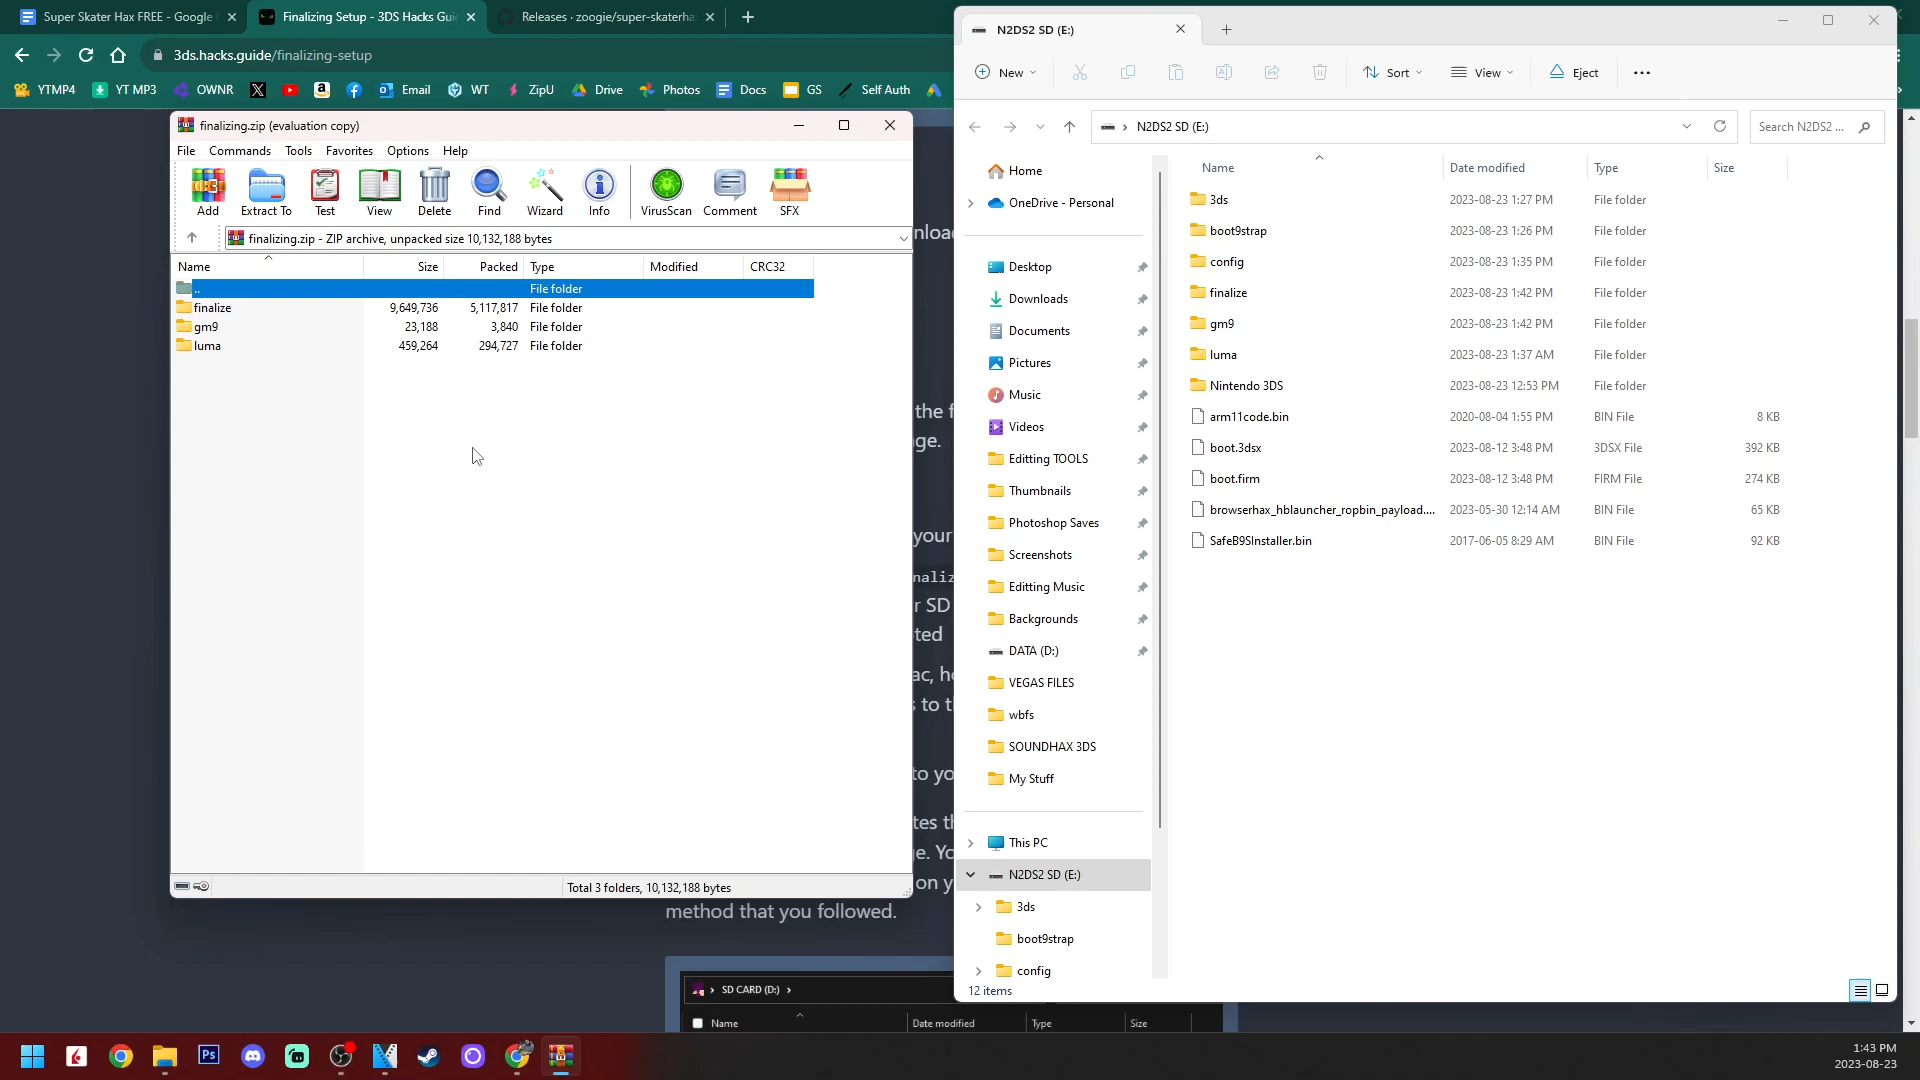 Super Skater Hax FREE - Google
Finalizing Setup - 3DS Hacks Gui
Releases · zoogie/super-skaterha
3ds.hacks.guide/finalizing-setup
YTMP4
YT MP3
OWNR
Email
WT
ZipU
Drive
Photos
Docs
GS
Self Auth
finalizing.zip (evaluation copy)
File Commands Tools Favorites Options Help
Add Extract To Test View Delete Find Wizard Info VirusScan Comment SFX
finalizing.zip - ZIP archive, unpacked size 10,132,188 bytes
Name Size Packed Type Modified CRC32
.. File folder
finalize 9,649,736 5,117,817 File folder
gm9 23,188 3,840 File folder
luma 459,264 294,727 File folder
Total 3 folders, 10,132,188 bytes
nload
the f
ge.
your
naliz
r SD
ted
ac, h
s to t
to yo
tes t
e. Yo
on y
method that you followed.
SD CARD (D:)
Name Date modified Type Size
N2DS2 SD (E:)
New Sort View Eject
N2DS2 SD (E:)
Search N2DS2 ...
Home
OneDrive - Personal
Desktop
Downloads
Documents
Pictures
Music
Videos
Editting TOOLS
Thumbnails
Photoshop Saves
Screenshots
Editting Music
Backgrounds
DATA (D:)
VEGAS FILES
wbfs
SOUNDHAX 3DS
My Stuff
This PC
N2DS2 SD (E:)
3ds
boot9strap
config
Name Date modified Type Size
3ds 2023-08-23 1:27 PM File folder
boot9strap 2023-08-23 1:26 PM File folder
config 2023-08-23 1:35 PM File folder
finalize 2023-08-23 1:42 PM File folder
gm9 2023-08-23 1:42 PM File folder
luma 2023-08-23 1:37 AM File folder
Nintendo 3DS 2023-08-23 12:53 PM File folder
arm11code.bin 2020-08-04 1:55 PM BIN File 8 KB
boot.3dsx 2023-08-12 3:48 PM 3DSX File 392 KB
boot.firm 2023-08-12 3:48 PM FIRM File 274 KB
browserhax_hblauncher_ropbin_payload.... 2023-05-30 12:14 AM BIN File 65 KB
SafeB9SInstaller.bin 2017-06-05 8:29 AM BIN File 92 KB
12 items
Ps
1:43 PM
2023-08-23